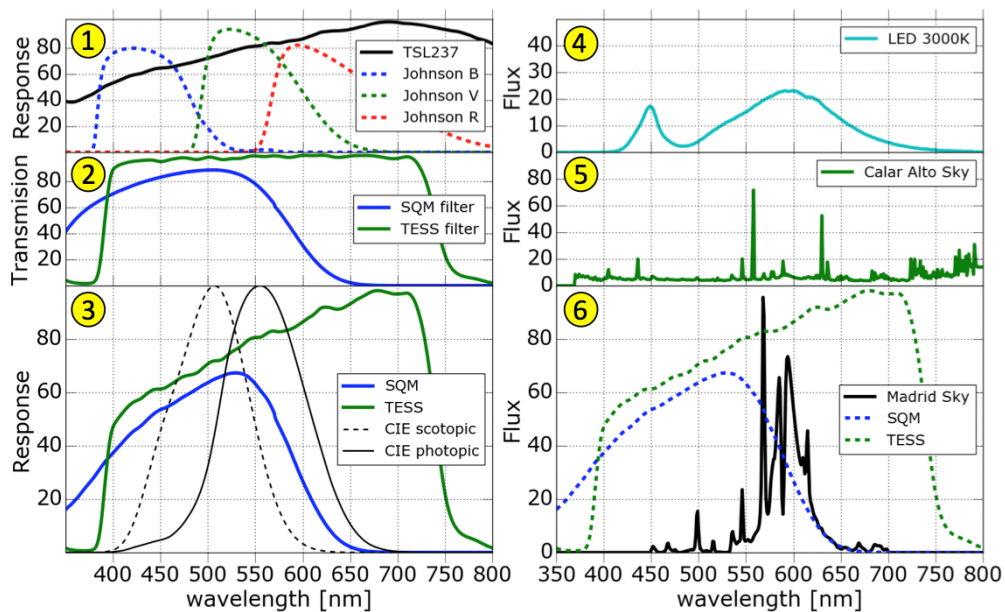 1
Response
80
60
40
20
TSL237
Johnson B
Johnson V
Johnson R
2
Transmision
80
60
40
20
SQM filter
TESS filter
3
Response
80
60
40
20
SQM
TESS
CIE scotopic
CIE photopic
400 450 500 550 600 650 700 750 800
wavelength [nm]
4
Flux
40
30
20
10
0
LED 3000K
5
Flux
80
60
40
20
0
Calar Alto Sky
6
Flux
80
60
40
20
0
Madrid Sky
SQM
TESS
350 400 450 500 550 600 650 700 750 800
wavelength [nm]